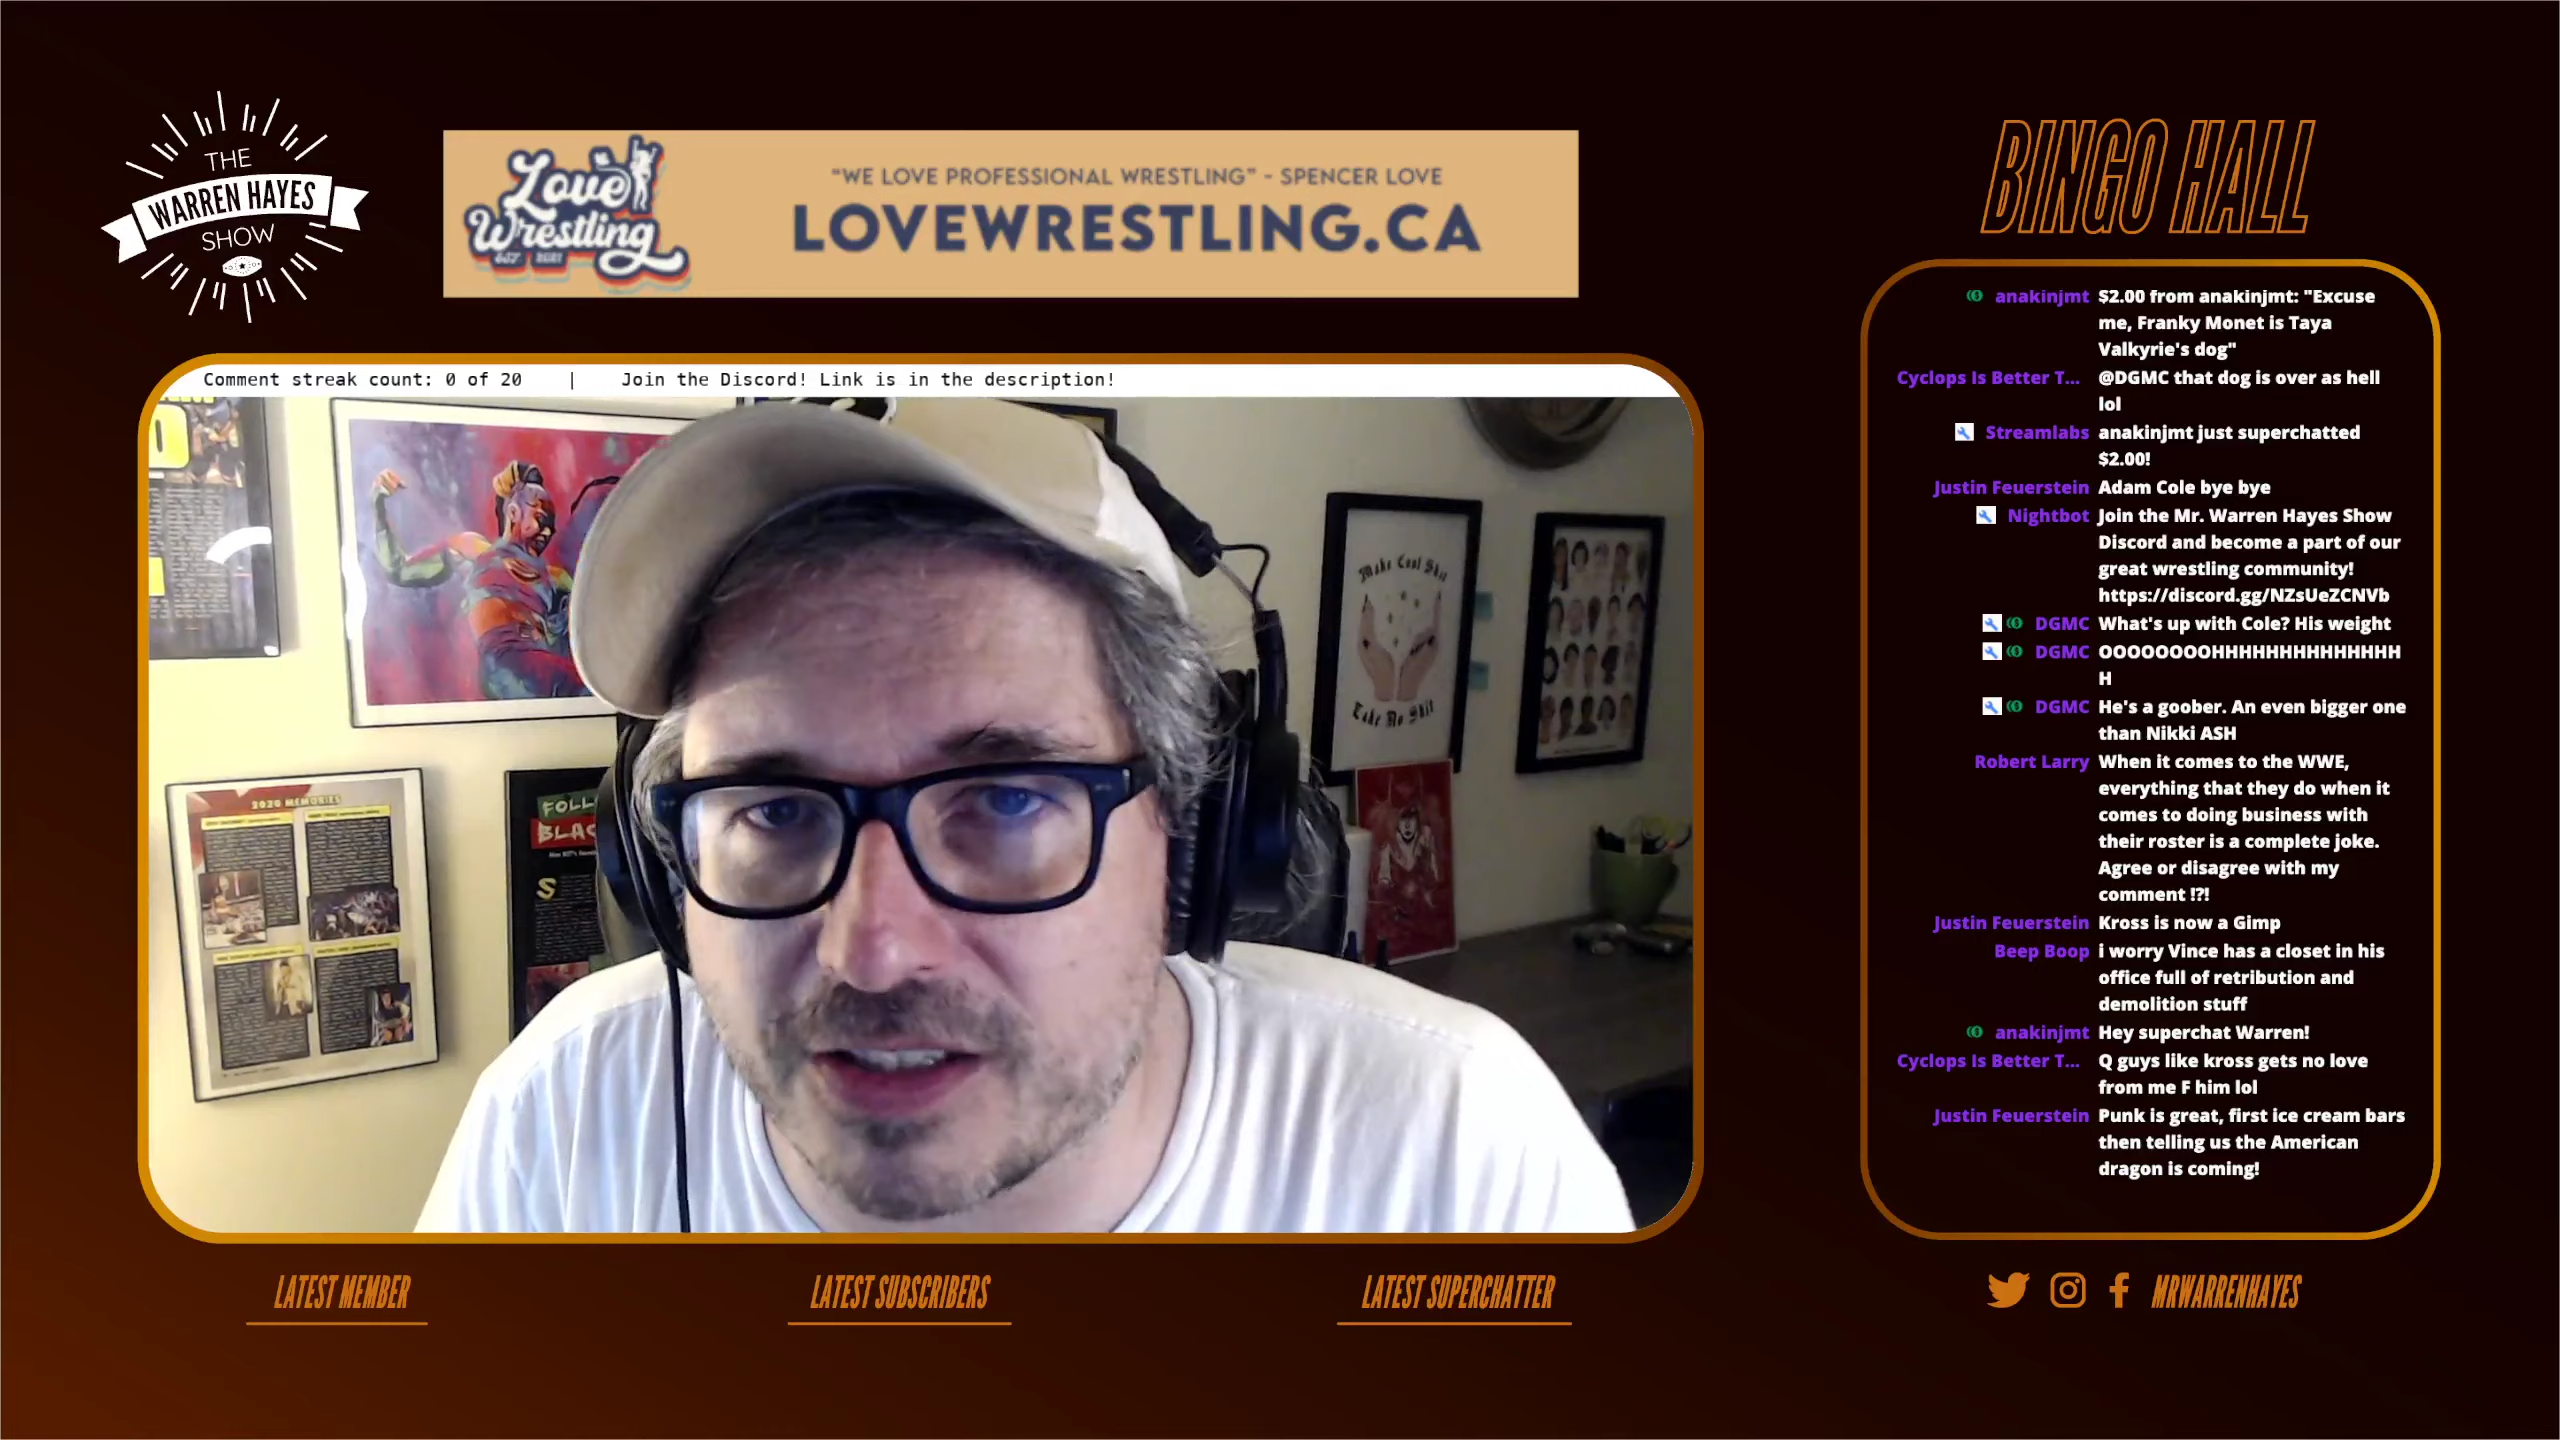 THE
WARREN HAYES
SHOW
Love
Wrestling
"WE LOVE PROFESSIONAL WRESTLING" - SPENCER LOVE
LOVEWRESTLING.CA
Comment streak count: 0 of 20 | Join the Discord! Link is in the description!
2020 MEMORIES
FOLL
BLAC
S
Make Cool Shit
Take No Shit
LATEST MEMBER
LATEST SUBSCRIBERS
LATEST SUPERCHATTER
BINGO HALL
anakinjmt $2.00 from anakinjmt: "Excuse
me, Franky Monet is Taya
Valkyrie's dog"
Cyclops Is Better T... @DGMC that dog is over as hell
lol
Streamlabs anakinjmt just superchatted
$2.00!
Justin Feuerstein Adam Cole bye bye
Nightbot Join the Mr. Warren Hayes Show
Discord and become a part of our
great wrestling community!
https://discord.gg/NZsUeZCNVb
DGMC What's up with Cole? His weight
DGMC OOOOOOOOHHHHHHHHHHHHHH
H
DGMC He's a goober. An even bigger one
than Nikki ASH
Robert Larry When it comes to the WWE,
everything that they do when it
comes to doing business with
their roster is a complete joke.
Agree or disagree with my
comment !?!
Justin Feuerstein Kross is now a Gimp
Beep Boop i worry Vince has a closet in his
office full of retribution and
demolition stuff
anakinjmt Hey superchat Warren!
Cyclops Is Better T... Q guys like kross gets no love
from me F him lol
Justin Feuerstein Punk is great, first ice cream bars
then telling us the American
dragon is coming!
MRWARRENHAYES